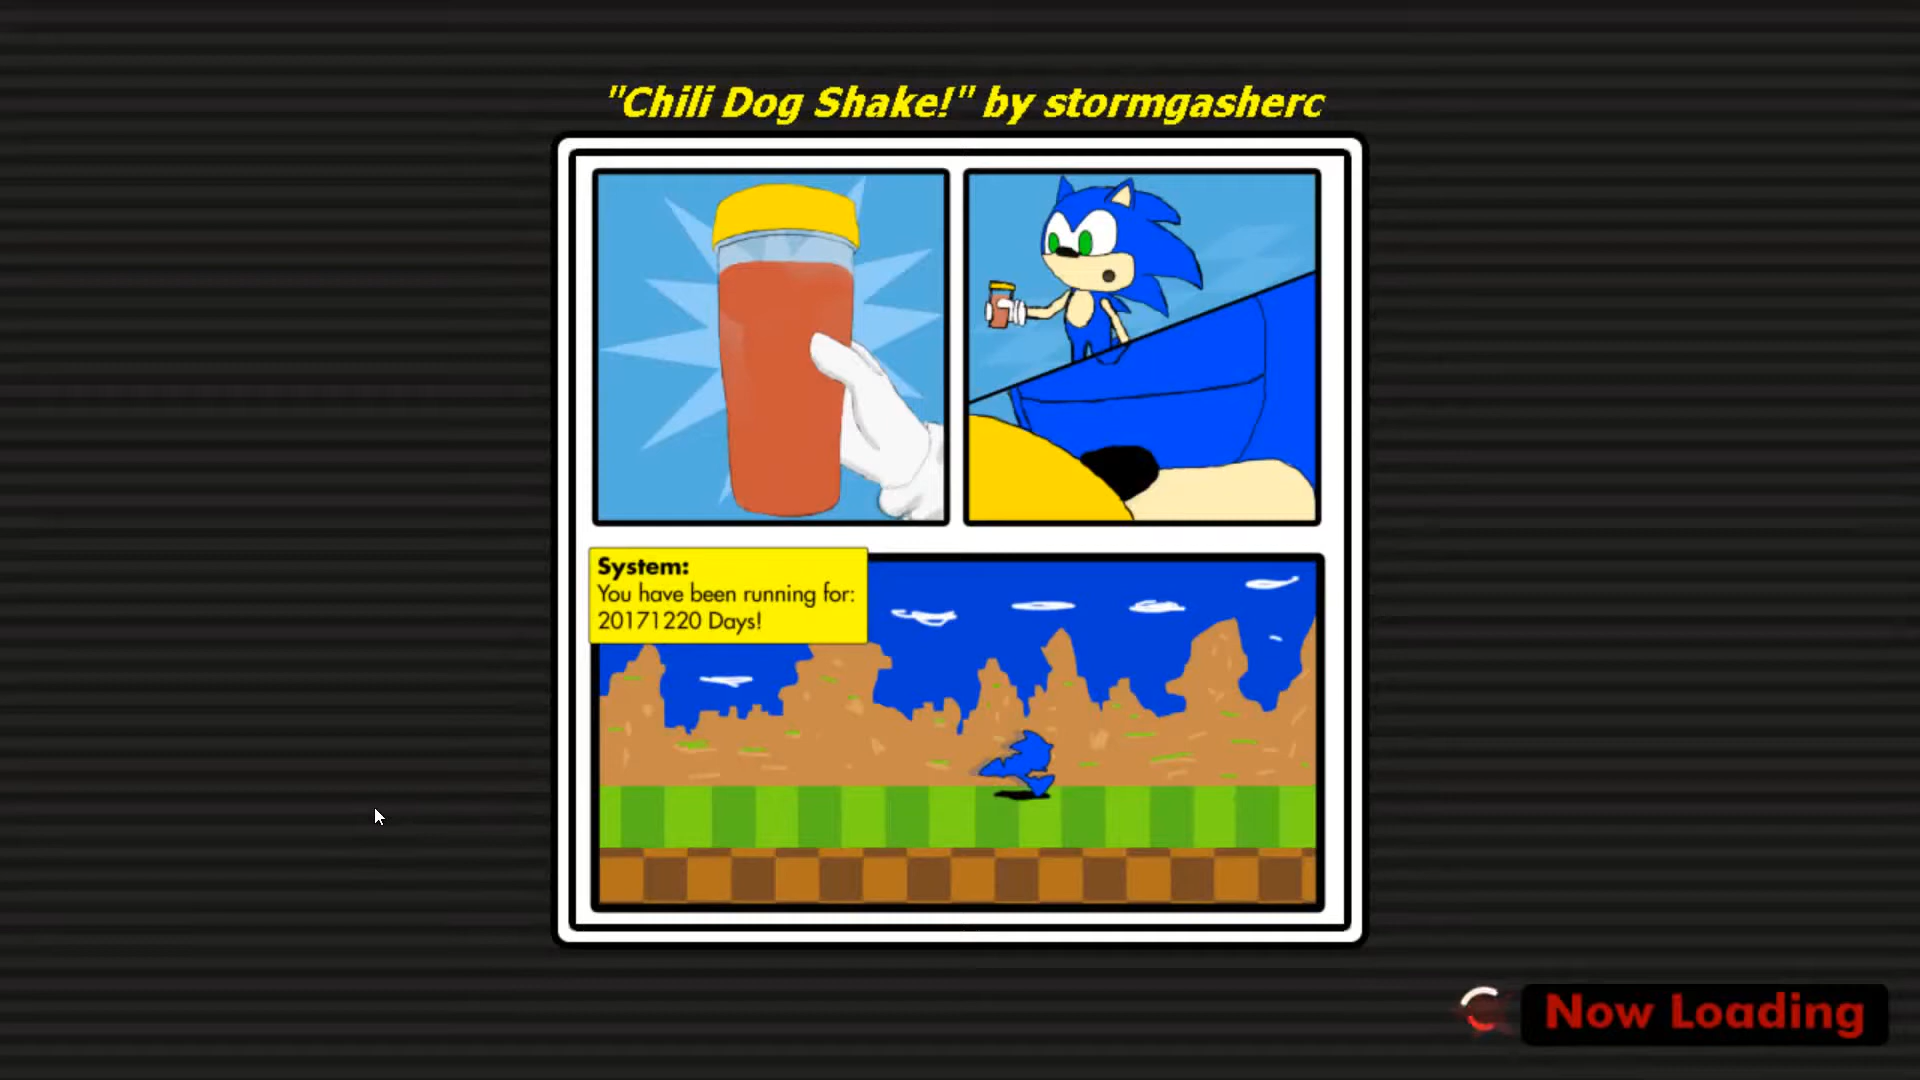 "Chili Dog Shake!" by stormgasherc
System:
You have been running for:
20171220 Days!
Now Loading